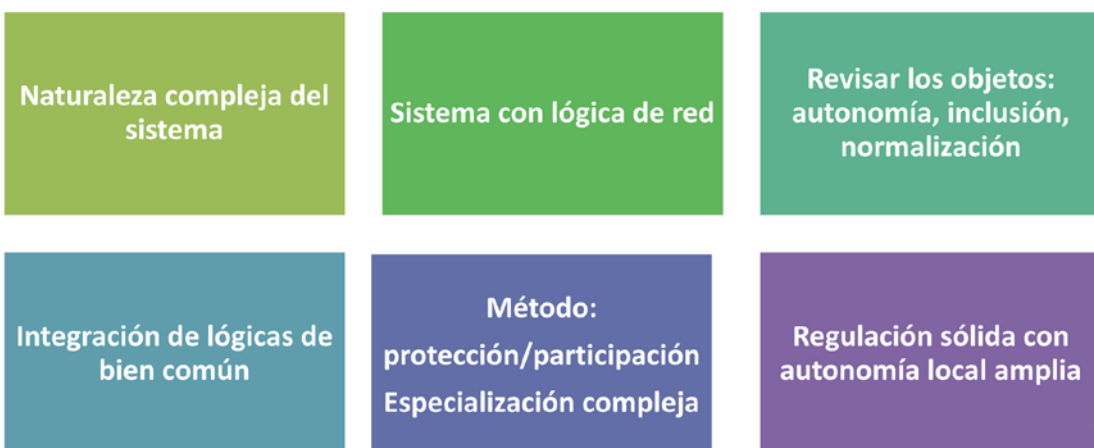 Naturaleza compleja del
sistema
Sistema con lógica de red
Revisar los objetos:
autonomía, inclusión,
normalización
Integración de lógicas de
bien común
Método:
protección/participación
Especialización compleja
Regulación sólida con
autonomía local amplia